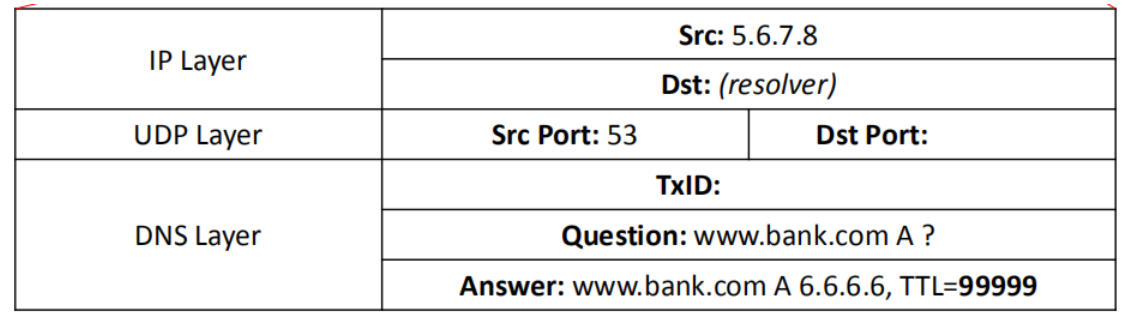 IP Layer
Src: 5.6.7.8
Dst: (resolver)
UDP Layer
Src Port: 53
Dst Port:
DNS Layer
TxID:
Question: www.bank.com A ?
Answer: www.bank.com A 6.6.6.6, TTL=99999